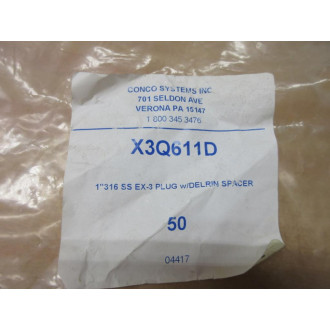 CONCO SYSTEMS INC.
701 SELDON AVE
VERONA PA 15147
1 800 345 3476
X3Q611D
1"316 SS EX-3 PLUG w/DELRIN SPACER
50
04417